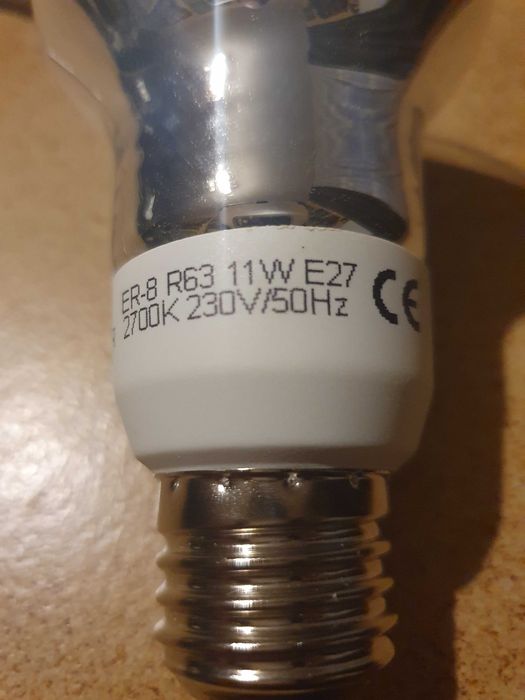 ER-8 R63 11W E27
2700K 230V/50Hz
CE